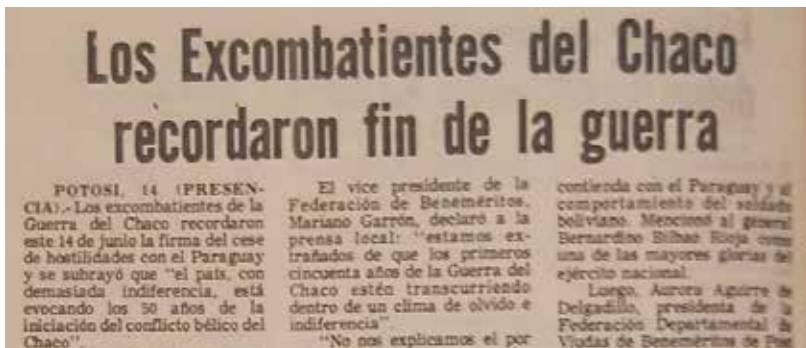 Los Excombatientes del Chaco
recordaron fin de la guerra
POTOSI, 14 (PRESEN-
CIA).- Los excombatientes de la
Guerra del Chaco recordaron
este 14 de junio la firma del cese
de hostilidades con el Paraguay
y se subrayó que "el país, con
demasiada indiferencia, está
evocando los 50 años de la
iniciación del conflicto bélico del
Chaco".
El vice presidente de la
Federación de Beneméritos,
Mariano Garrón, declaró a la
prensa local: "estamos ex-
trañados de que los primeros
cincuenta años de la Guerra del
Chaco estén transcurriendo
dentro de un clima de olvido e
indiferencia".
"No nos explicamos el por
contienda con el Paraguay y el
comportamiento del soldado
boliviano. Mencionó al general
Bernardino Bilbao Rioja como
una de las mayores glorias del
ejército nacional.
Luego, Aurora Aguirre de
Delgadillo, presidenta de la
Federación Departamental de
Viudas de Beneméritos de